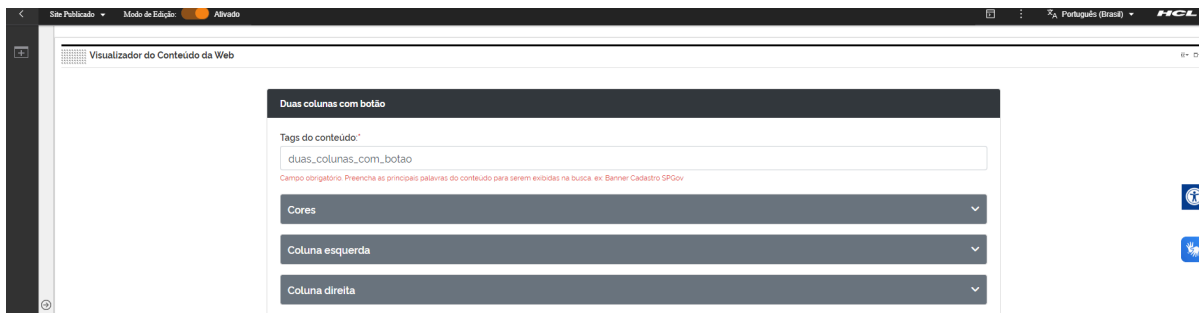 Site Publicado Modo de Edição: Ativado Português (Brasil) HCL
Visualizador do Conteúdo da Web
Duas colunas com botão
Tags do conteúdo:*
duas_colunas_com_botao
Campo obrigatório. Preencha as principais palavras do conteúdo para serem exibidas na busca. ex: Banner Cadastro SPGov
Cores
Coluna esquerda
Coluna direita